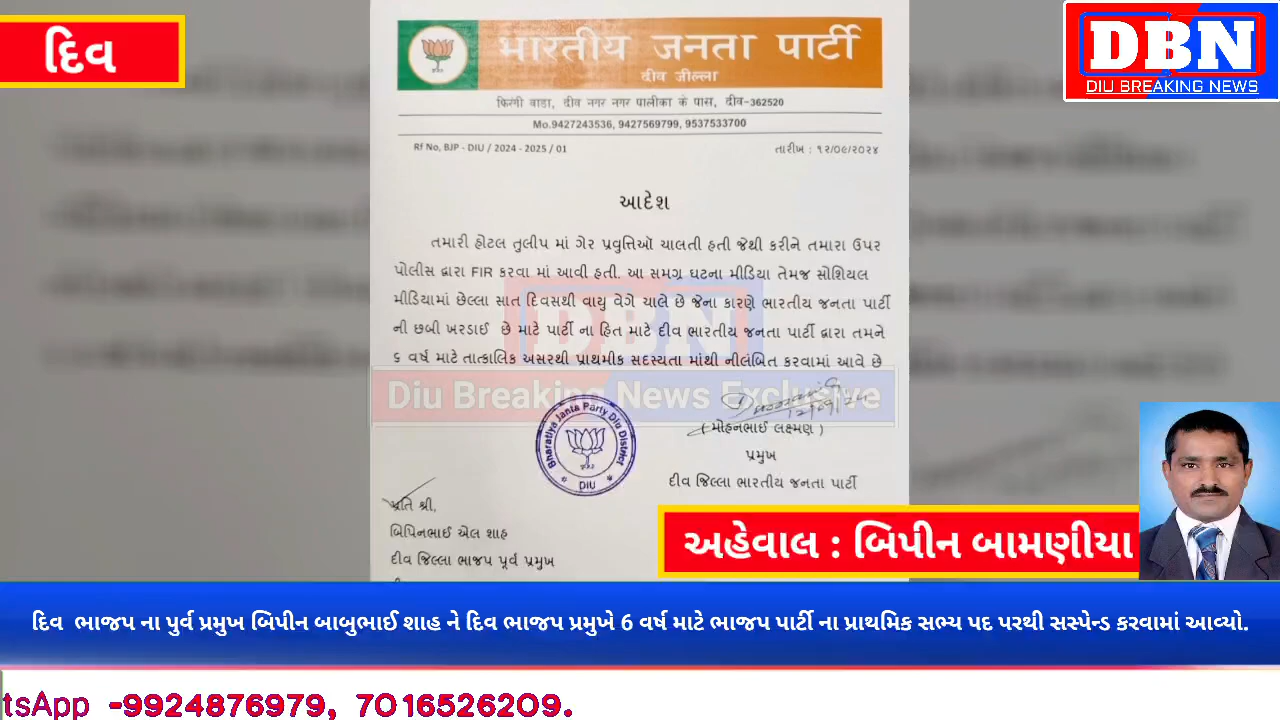 દિવ
DBN
DIU BREAKING NEWS
भारतीय जनता पार्टी
दीव जील्ला
फिरंगी वाडा, दीव नगर नगर पालीका के पास, दीव-362520
Mo.9427243536, 9427569799, 9537533700
Rf No, BJP - DIU / 2024 - 2025 / 01
તારીખ : ૧૨/૦૯/૨૦૨૪
આદેશ
તમારી હોટલ તુલીપ માં ગેર પ્રવુત્તિઓ ચાલતી હતી જેથી કરીને તમારા ઉપર
પોલીસ દ્વારા FIR કરવા માં આવી હતી. આ સમગ્ર ઘટના મીડિયા તેમજ સોશિયલ
મીડિયામાં છેલ્લા સાત દિવસથી વાયુ વેગે ચાલે છે જેના કારણે ભારતીય જનતા પાર્ટી
ની છબી ખરડાઈ છે માટે પાર્ટી ના હિત માટે દીવ ભારતીય જનતા પાર્ટી દ્વારા તમને
૬ વર્ષ માટે તાત્કાલિક અસરથી પ્રાથમીક સદસ્યતા માંથી નીલંબિત કરવામાં આવે છે
DBN
Diu Breaking News Exclusive
12/09/24
( મોહનભાઈ લક્ષ્મણ )
પ્રમુખ
દીવ જિલ્લા ભારતીય જનતા પાર્ટી
Bharatiya Janta Party Diu District
DIU
પ્રતિ શ્રી,
બિપિનભાઈ એલ શાહ
દીવ જિલ્લા ભાજપ પૂર્વ પ્રમુખ
અહેવાલ : બિપીન બામણીયા
દિવ ભાજપ ના પુર્વ પ્રમુખ બિપીન બાબુભાઈ શાહ ને દિવ ભાજપ પ્રમુખે 6 વર્ષ માટે ભાજપ પાર્ટી ના પ્રાથમિક સભ્ય પદ પરથી સસ્પેન્ડ કરવામાં આવ્યો.
tsApp -9924876979, 7016526209.